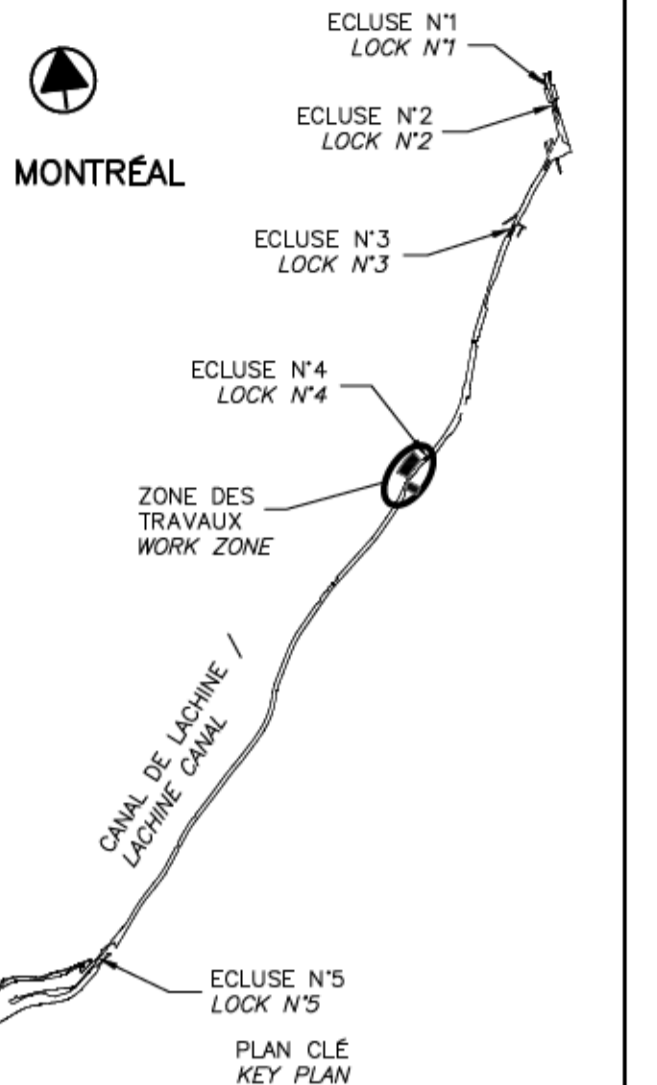 ECLUSE N°1
LOCK N°1
ECLUSE N°2
LOCK N°2
MONTRÉAL
ECLUSE N°3
LOCK N°3
ECLUSE N°4
LOCK N°4
ZONE DES
TRAVAUX
WORK ZONE
CANAL DE LACHINE /
LACHINE CANAL
ECLUSE N°5
LOCK N°5
PLAN CLÉ
KEY PLAN